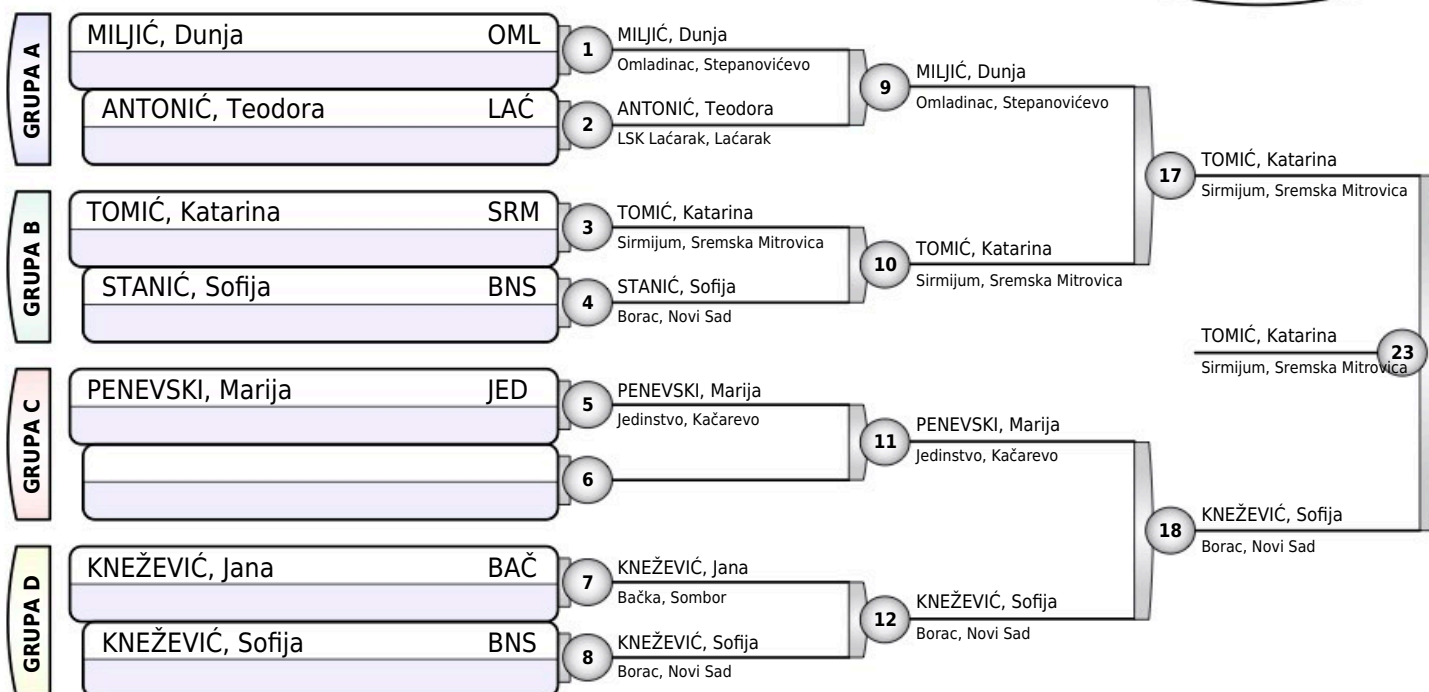 GRUPA A
MILJIĆ, Dunja OML
1
MILJIĆ, Dunja
Omladinac, Stepanovićevo
ANTONIĆ, Teodora LAĆ
2
ANTONIĆ, Teodora
LSK Laćarak, Laćarak
9
MILJIĆ, Dunja
Omladinac, Stepanovićevo
GRUPA B
TOMIĆ, Katarina SRM
3
TOMIĆ, Katarina
Sirmijum, Sremska Mitrovica
STANIĆ, Sofija BNS
4
STANIĆ, Sofija
Borac, Novi Sad
10
TOMIĆ, Katarina
Sirmijum, Sremska Mitrovica
17
TOMIĆ, Katarina
Sirmijum, Sremska Mitrovica
GRUPA C
PENEVSKI, Marija JED
5
PENEVSKI, Marija
Jedinstvo, Kačarevo
6
11
PENEVSKI, Marija
Jedinstvo, Kačarevo
GRUPA D
KNEŽEVIĆ, Jana BAČ
7
KNEŽEVIĆ, Jana
Bačka, Sombor
KNEŽEVIĆ, Sofija BNS
8
KNEŽEVIĆ, Sofija
Borac, Novi Sad
12
KNEŽEVIĆ, Sofija
Borac, Novi Sad
18
KNEŽEVIĆ, Sofija
Borac, Novi Sad
TOMIĆ, Katarina
Sirmijum, Sremska Mitrovica
23